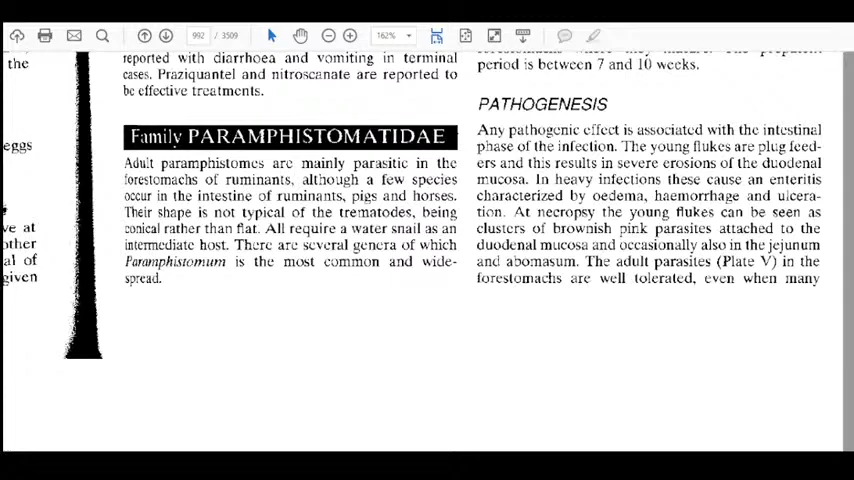 992 / 3509
162%
the
eggs
ve at
other
al of
given
reported with diarrhoea and vomiting in terminal
cases. Praziquantel and nitroscanate are reported to
be effective treatments.
Family PARAMPHISTOMATIDAE
Adult paramphistomes are mainly parasitic in the
forestomachs of ruminants, although a few species
occur in the intestine of ruminants, pigs and horses.
Their shape is not typical of the trematodes, being
conical rather than flat. All require a water snail as an
intermediate host. There are several genera of which
Paramphistomum is the most common and wide-
spread.
period is between 7 and 10 weeks.
PATHOGENESIS
Any pathogenic effect is associated with the intestinal
phase of the infection. The young flukes are plug feed-
ers and this results in severe erosions of the duodenal
mucosa. In heavy infections these cause an enteritis
characterized by oedema, haemorrhage and ulcera-
tion. At necropsy the young flukes can be seen as
clusters of brownish pink parasites attached to the
duodenal mucosa and occasionally also in the jejunum
and abomasum. The adult parasites (Plate V) in the
forestomachs are well tolerated, even when many